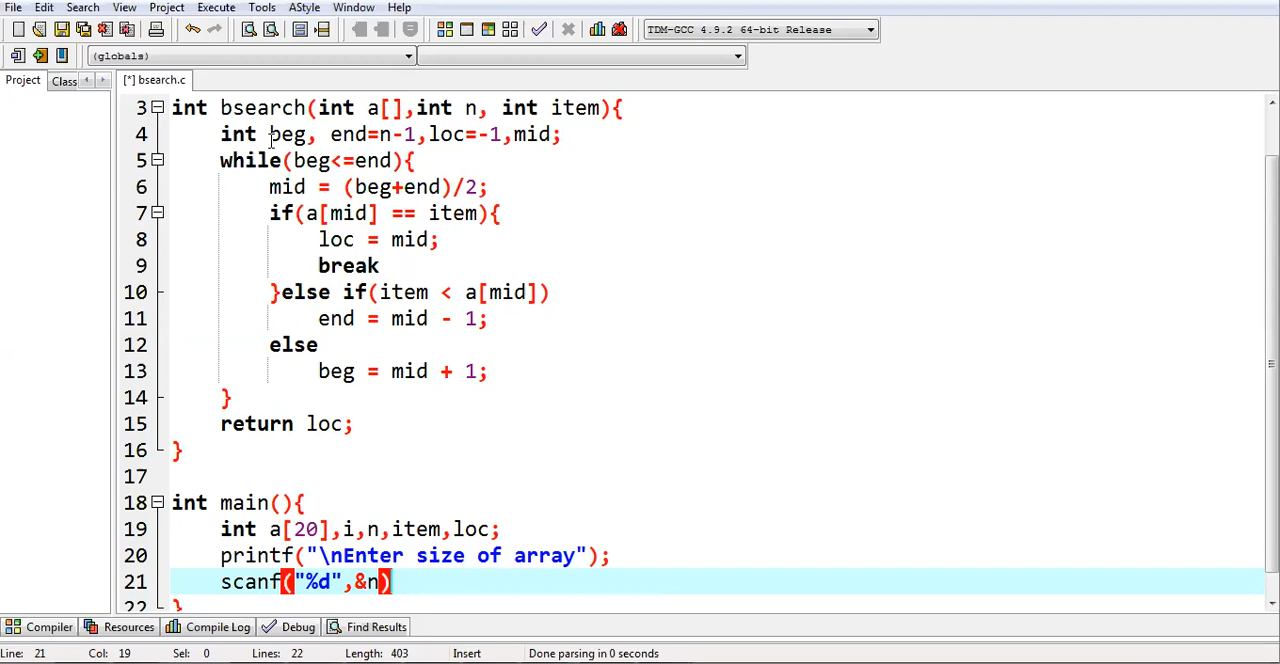 File Edit Search View Project Execute Tools AStyle Window Help
TDM-GCC 4.9.2 64-bit Release
(globals)
Project Class [*] bsearch.c
3 int bsearch(int a[],int n, int item){
4 int beg, end=n-1,loc=-1,mid;
5 while(beg<=end){
6 mid = (beg+end)/2;
7 if(a[mid] == item){
8 loc = mid;
9 break
10 }else if(item < a[mid])
11 end = mid - 1;
12 else
13 beg = mid + 1;
14 }
15 return loc;
16 }
17
18 int main(){
19 int a[20],i,n,item,loc;
20 printf("\nEnter size of array");
21 scanf("%d",&n)
22 }
Compiler Resources Compile Log Debug Find Results
Line: 21 Col: 19 Sel: 0 Lines: 22 Length: 403 Insert Done parsing in 0 seconds